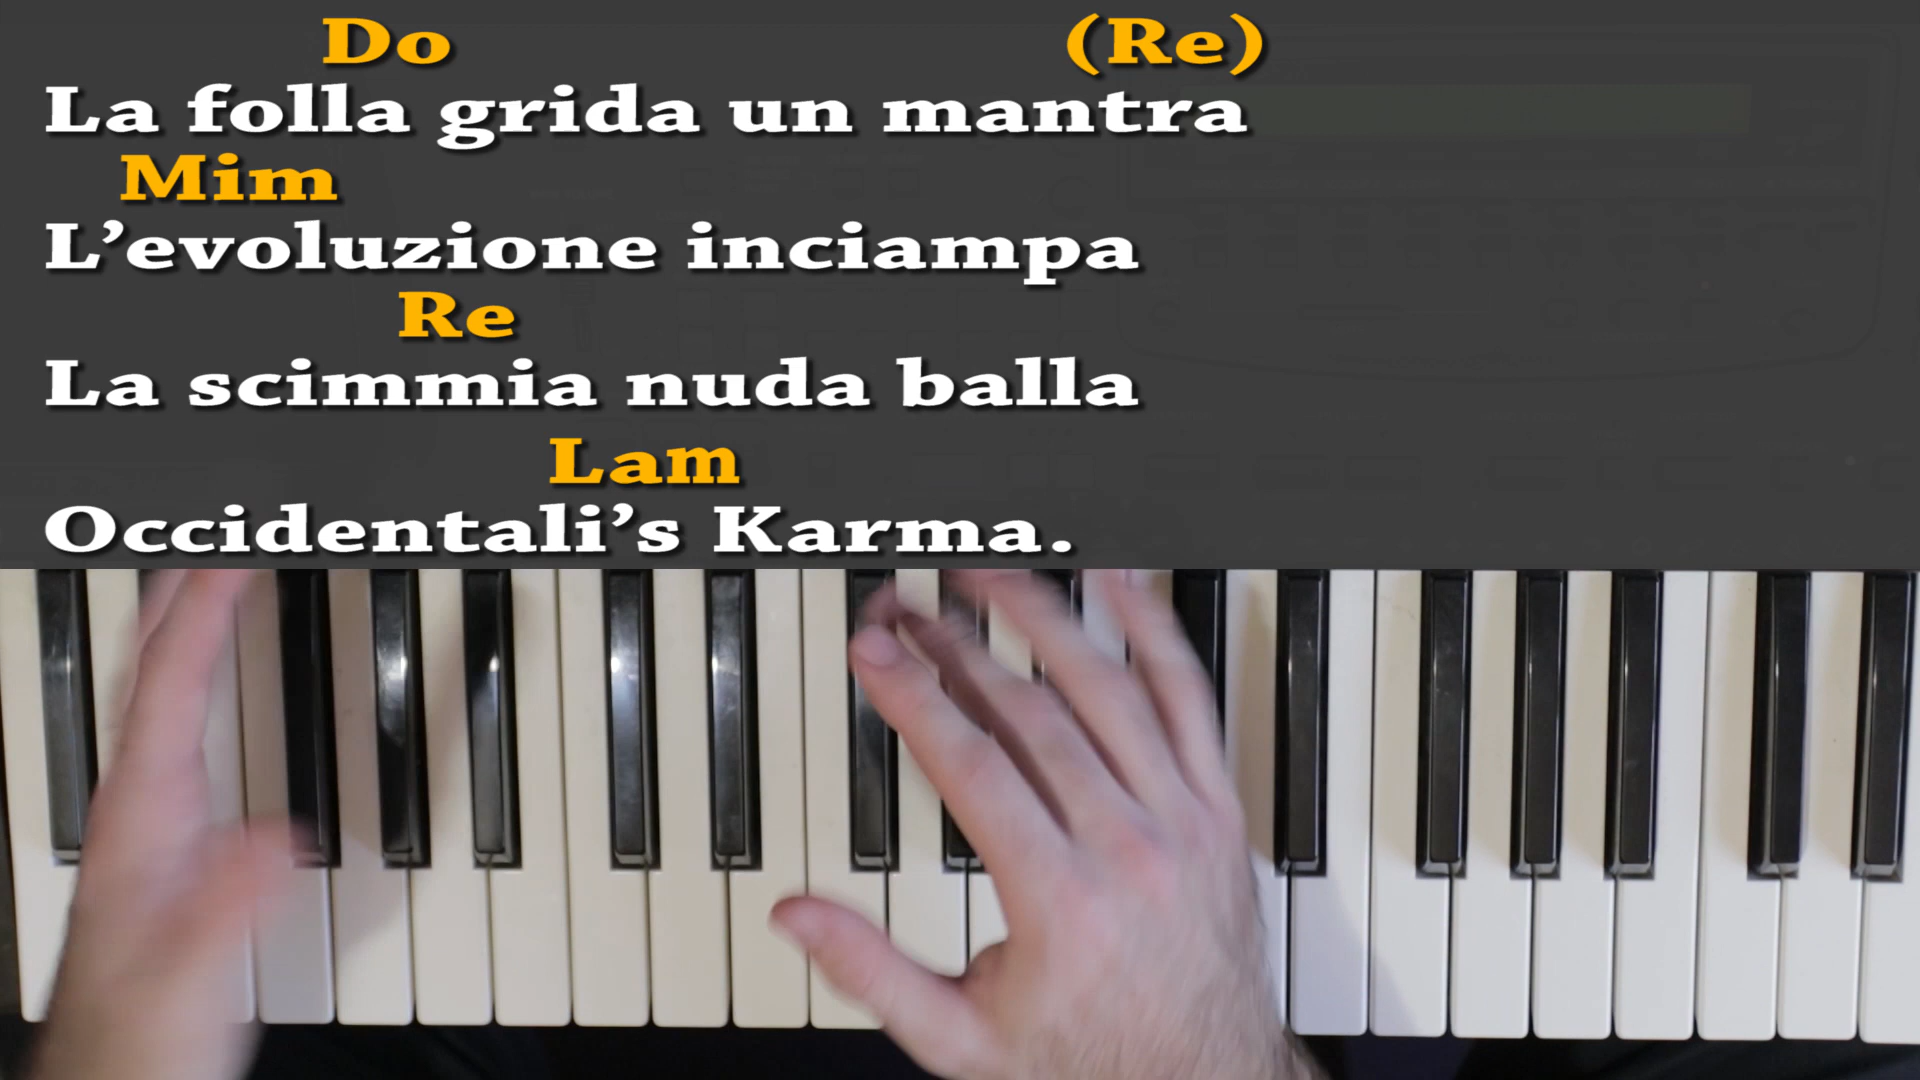 Do (Re)
La folla grida un mantra
Mim
L’evoluzione inciampa
Re
La scimmia nuda balla
Lam
Occidentali’s Karma.